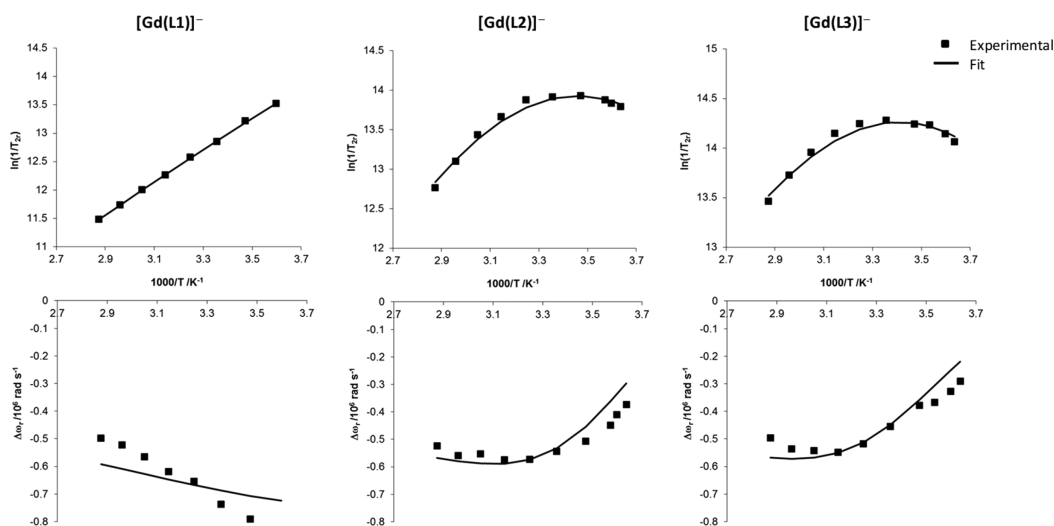 [Gd(L1)]⁻ [Gd(L2)]⁻ [Gd(L3)]⁻
Experimental
Fit
14.5
14
13.5
13
12.5
12
11.5
11
ln(1/T₂ᵣ)
2.7 2.9 3.1 3.3 3.5 3.7
1000/T /K⁻¹
14.5
14
13.5
13
12.5
12
ln(1/T₂ᵣ)
2.7 2.9 3.1 3.3 3.5 3.7
1000/T /K⁻¹
15
14.5
14
13.5
13
ln(1/T₂ᵣ)
2.7 2.9 3.1 3.3 3.5 3.7
1000/T /K⁻¹
0
2.7 2.9 3.1 3.3 3.5 3.7
-0.1
-0.2
-0.3
-0.4
-0.5
-0.6
-0.7
-0.8
Δωᵣ/10⁶ rad s⁻¹
0
2.7 2.9 3.1 3.3 3.5 3.7
-0.1
-0.2
-0.3
-0.4
-0.5
-0.6
-0.7
-0.8
Δωᵣ/10⁶ rad s⁻¹
0
2.7 2.9 3.1 3.3 3.5 3.7
-0.1
-0.2
-0.3
-0.4
-0.5
-0.6
-0.7
-0.8
Δωᵣ/10⁶ rad s⁻¹